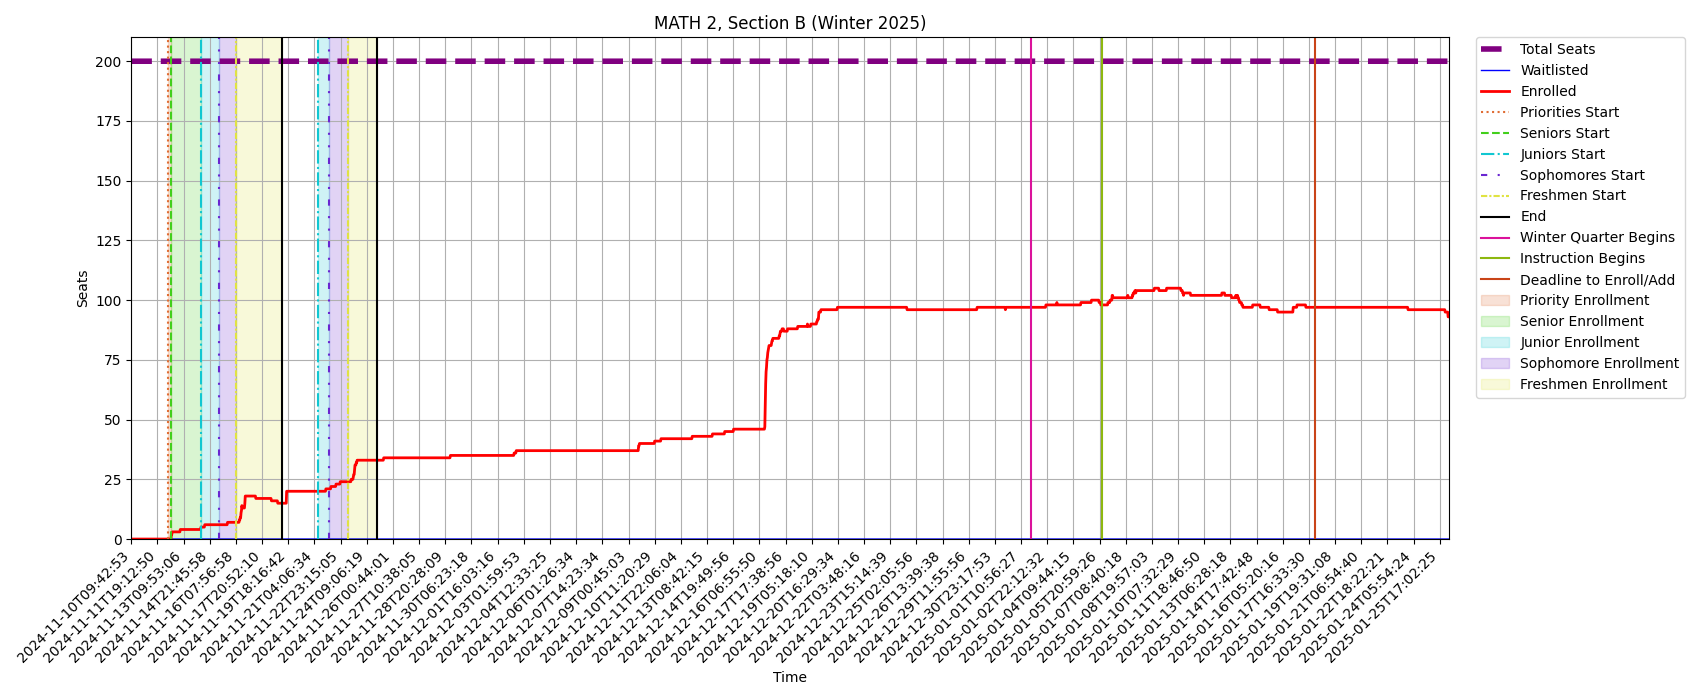 MATH 2, Section B (Winter 2025)
200
175
150
125
100
75
50
25
0
Seats
2024-11-10T09:42:53
2024-11-11T19:12:50
2024-11-13T09:53:06
2024-11-14T21:45:58
2024-11-16T07:56:58
2024-11-17T20:52:10
2024-11-19T18:16:42
2024-11-21T04:06:34
2024-11-22T23:15:05
2024-11-24T09:06:19
2024-11-26T00:44:01
2024-11-27T10:38:05
2024-11-28T20:28:09
2024-11-30T06:23:18
2024-12-01T16:03:16
2024-12-03T01:59:53
2024-12-04T12:33:25
2024-12-06T01:26:34
2024-12-07T14:23:34
2024-12-09T00:45:03
2024-12-10T11:20:29
2024-12-11T22:06:04
2024-12-13T08:42:15
2024-12-14T19:49:56
2024-12-16T06:55:50
2024-12-17T17:38:56
2024-12-19T05:18:10
2024-12-20T16:29:34
2024-12-22T03:48:16
2024-12-23T15:14:39
2024-12-25T02:05:56
2024-12-26T13:39:38
2024-12-29T11:55:56
2024-12-30T23:17:53
2025-01-01T10:56:27
2025-01-02T22:12:32
2025-01-04T09:44:15
2025-01-05T20:59:26
2025-01-07T08:40:18
2025-01-08T19:57:03
2025-01-10T07:32:29
2025-01-11T18:46:50
2025-01-13T06:28:18
2025-01-14T17:42:48
2025-01-16T05:20:16
2025-01-17T16:33:30
2025-01-19T19:31:08
2025-01-21T06:54:40
2025-01-22T18:22:21
2025-01-24T05:54:24
2025-01-25T17:02:25
Time
Total Seats
Waitlisted
Enrolled
Priorities Start
Seniors Start
Juniors Start
Sophomores Start
Freshmen Start
End
Winter Quarter Begins
Instruction Begins
Deadline to Enroll/Add
Priority Enrollment
Senior Enrollment
Junior Enrollment
Sophomore Enrollment
Freshmen Enrollment